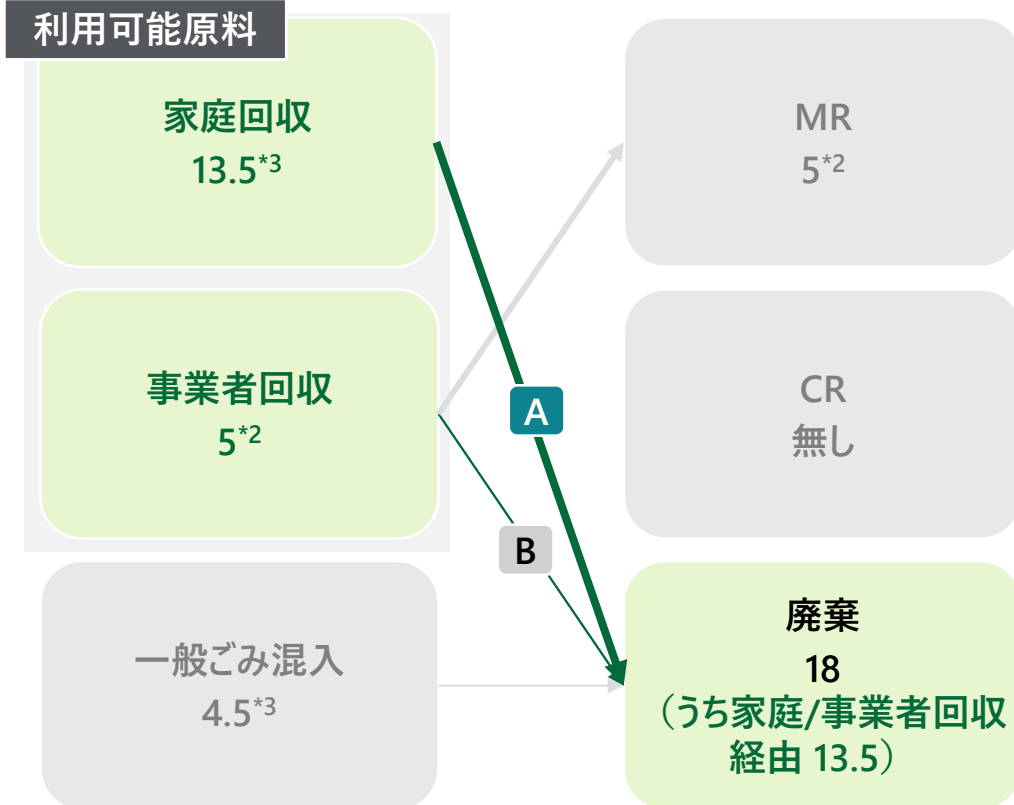 利用可能原料
家庭回収
13.5*3
事業者回収
5*2
一般ごみ混入
4.5*3
A
B
MR
5*2
CR
無し
廃棄
18
（うち家庭/事業者回収
経由 13.5）